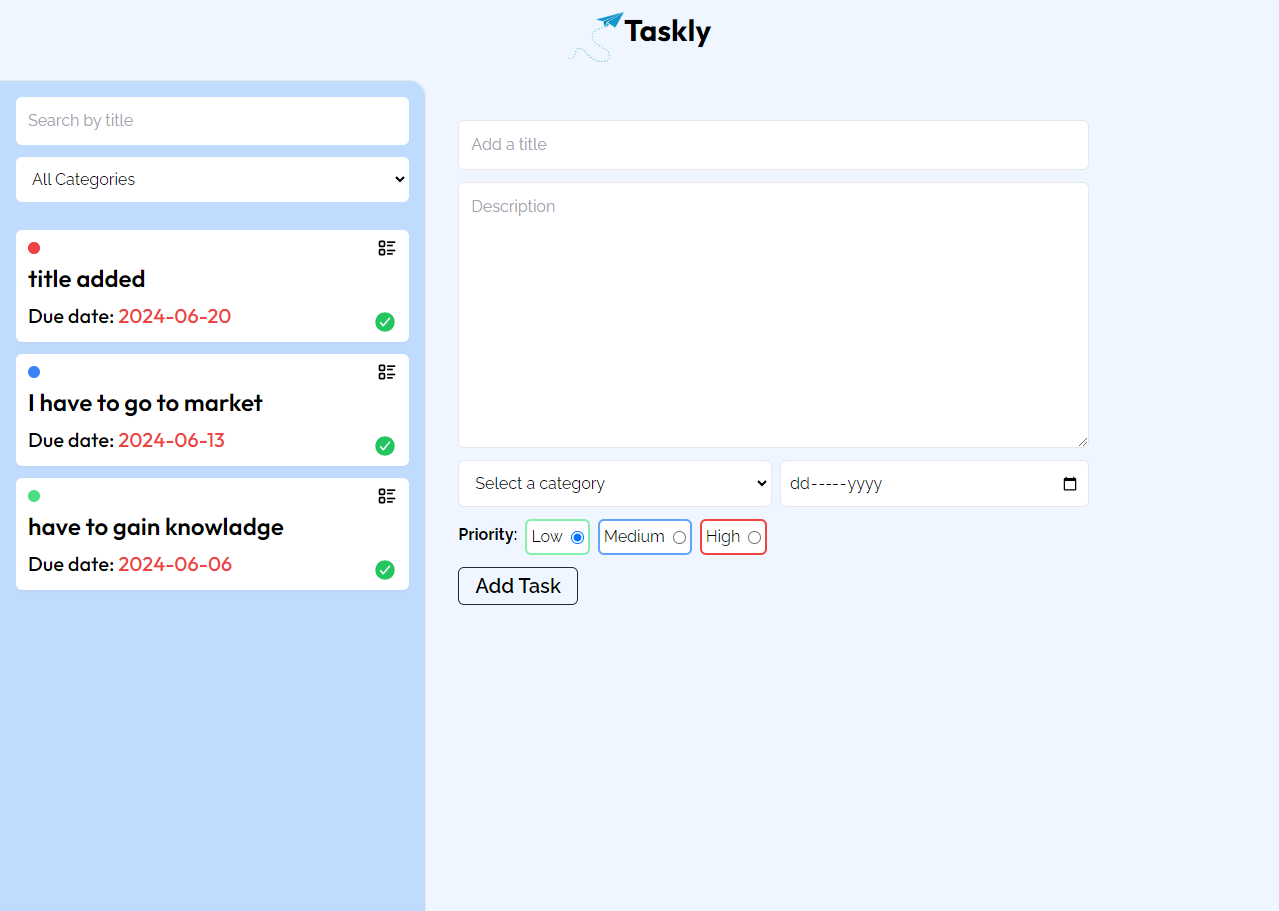 Taskly
Search by title
All Categories
title added
Due date: 2024-06-20
I have to go to market
Due date: 2024-06-13
have to gain knowladge
Due date: 2024-06-06
Add a title
Description
Select a category
dd-----yyyy
Priority: Low Medium High
Add Task